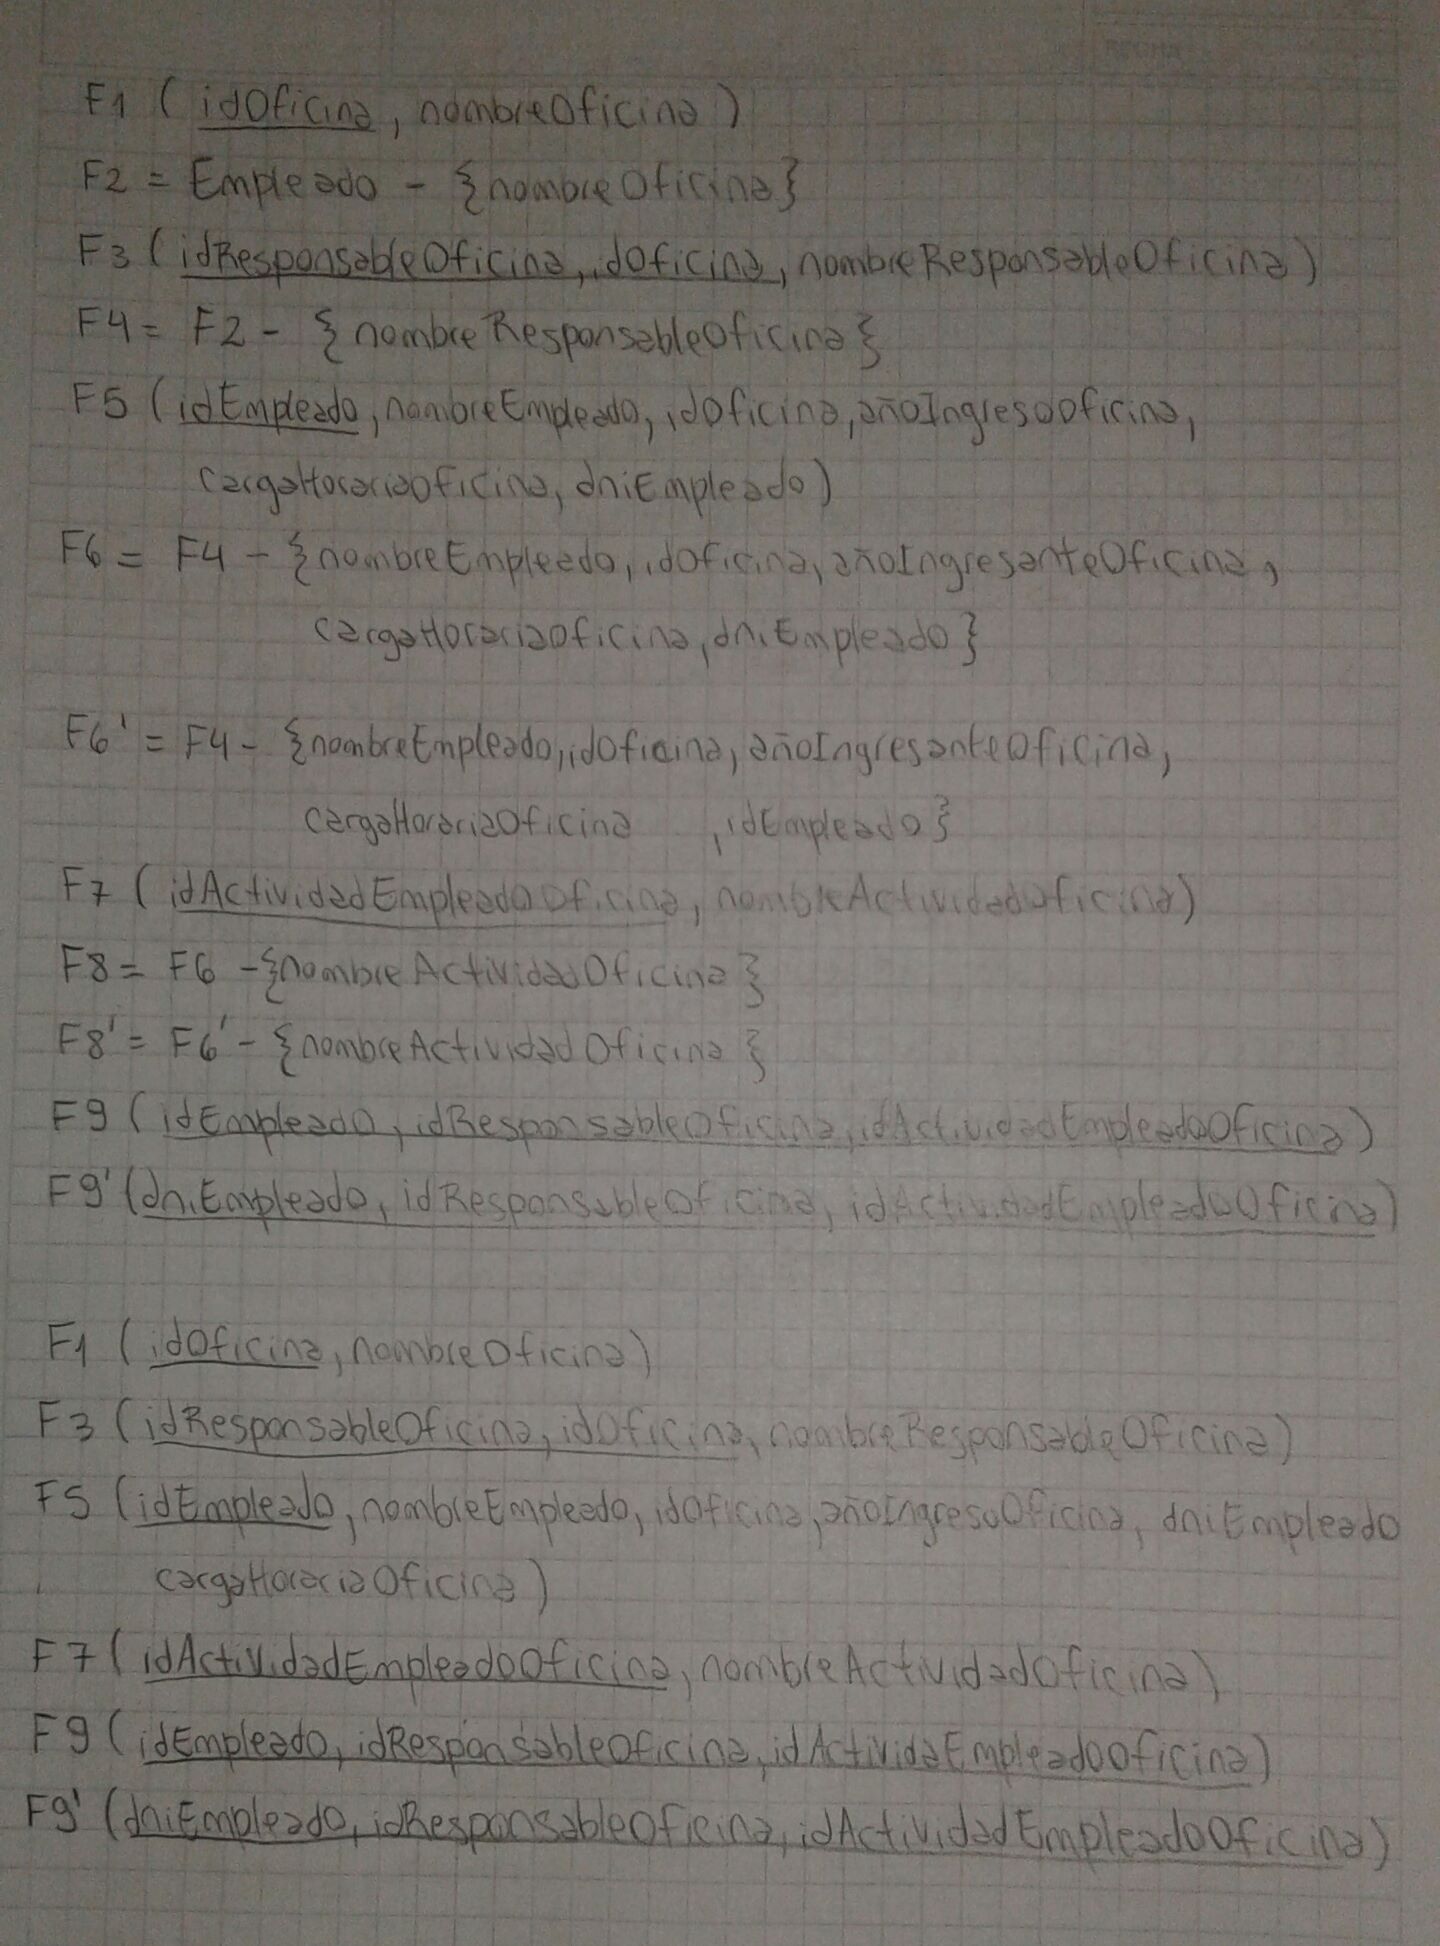 F1 ( idOficina, nombreOficina )
F2 = Empleado - {nombreOficina}
F3 ( idResponsableOficina, idOficina, nombreResponsableOficina )
F4 = F2 - { nombreResponsableOficina }
F5 ( idEmpleado, nombreEmpleado, idOficina, añoIngresoOficina,
cargaHorariaOficina, dniEmpleado )
F6 = F4 - {nombreEmpleado, idOficina, añoIngresanteOficina,
cargaHorariaOficina, dniEmpleado }
F6' = F4 - {nombreEmpleado, idOficina, añoIngresanteOficina,
cargaHorariaOficina , idEmpleado }
F7 ( idActividadEmpleadoOficina, nombreActividadOficina)
F8 = F6 - {nombreActividadOficina }
F8' = F6' - { nombreActividadOficina }
F9 ( idEmpleado, idResponsableOficina, idActividadEmpleadoOficina )
F9' (dniEmpleado, idResponsableOficina, idActividadEmpleadoOficina)
F1 ( idOficina, nombreOficina )
F3 ( idResponsableOficina, idOficina, nombreResponsableOficina )
F5 ( idEmpleado, nombreEmpleado, idOficina, añoIngresoOficina, dniEmpleado
cargaHorariaOficina )
F7 ( idActividadEmpleadoOficina, nombreActividadOficina )
F9 ( idEmpleado, idResponsableOficina, idActividaEmpleadoOficina )
F9' (dniEmpleado, idResponsableOficina, idActividadEmpleadoOficina )